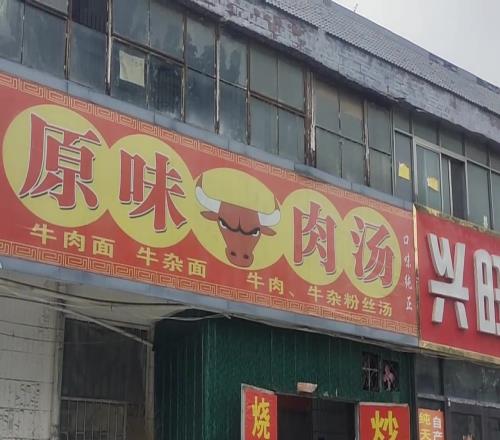 原味肉汤
牛肉面 牛杂面 牛肉、牛杂粉丝汤
口味纯正
兴旺
烧
炒